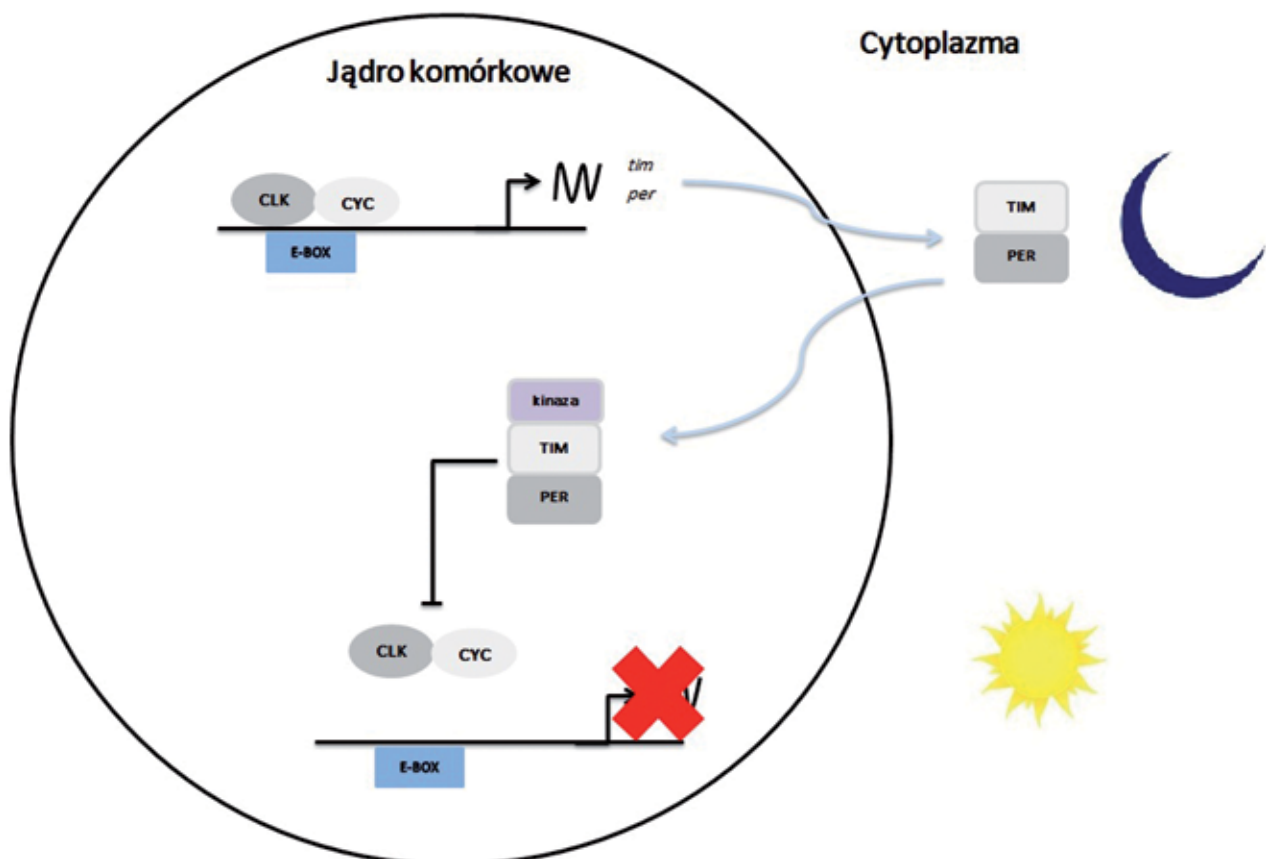 Cytoplazma
Jądro komórkowe
tim
per
CLK
CYC
E-BOX
TIM
PER
kinaza
TIM
PER
CLK
CYC
E-BOX